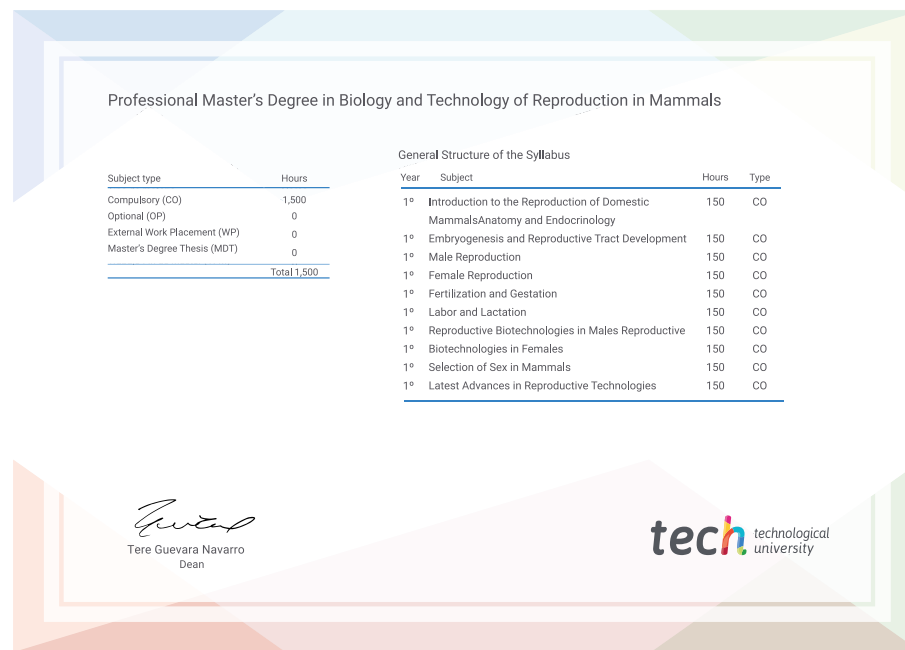 Professional Master's Degree in Biology and Technology of Reproduction in Mammals
Subject type Hours
Compulsory (CO) 1,500
Optional (OP) 0
External Work Placement (WP) 0
Master's Degree Thesis (MDT) 0
Total 1,500
General Structure of the Syllabus
Year Subject Hours Type
1º Introduction to the Reproduction of Domestic 150 CO
MammalsAnatomy and Endocrinology
1º Embryogenesis and Reproductive Tract Development 150 CO
1º Male Reproduction 150 CO
1º Female Reproduction 150 CO
1º Fertilization and Gestation 150 CO
1º Labor and Lactation 150 CO
1º Reproductive Biotechnologies in Males Reproductive 150 CO
1º Biotechnologies in Females 150 CO
1º Selection of Sex in Mammals 150 CO
1º Latest Advances in Reproductive Technologies 150 CO
Tere Guevara Navarro
Dean
tech technological
university